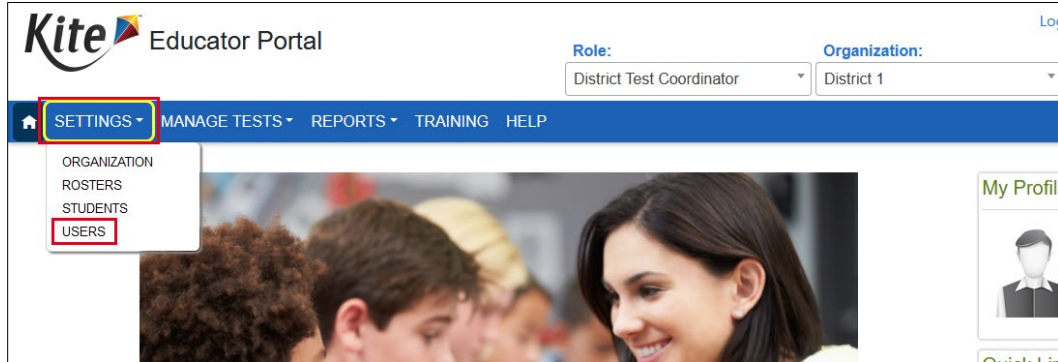 Kite Educator Portal
Log
Role:
Organization:
District Test Coordinator
District 1
SETTINGS MANAGE TESTS REPORTS TRAINING HELP
ORGANIZATION
ROSTERS
STUDENTS
USERS
My Profil